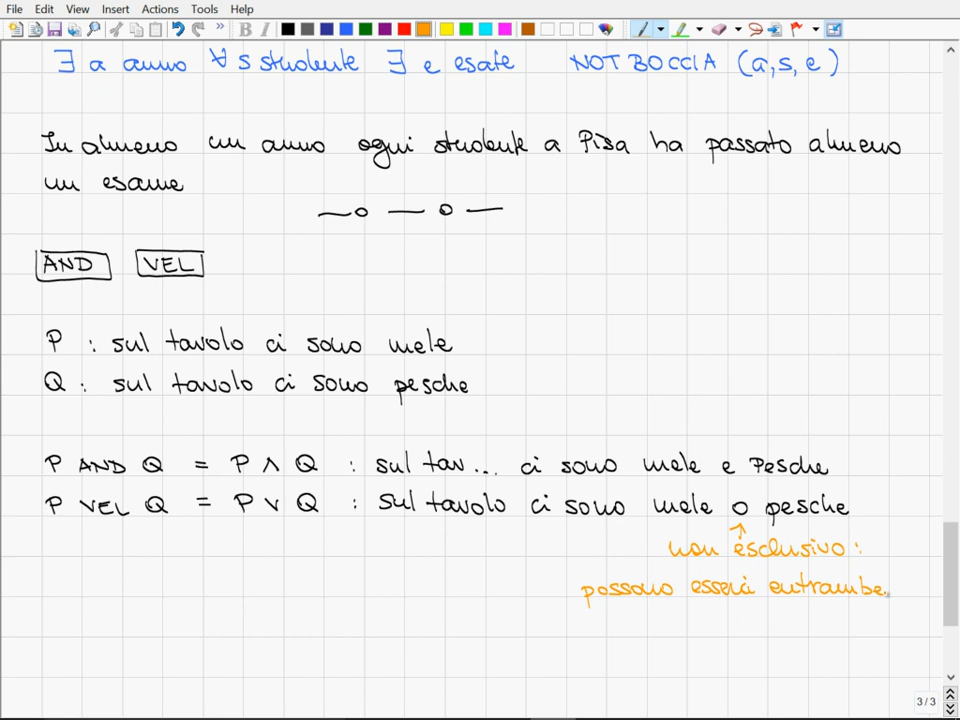 File Edit View Insert Actions Tools Help
∃ a anno ∀ s studente ∃ e esate NOT BOCCIA (a, s, e)
In almeno un anno ogni studente a Pisa ha passato almeno
un esame
AND VEL
P : sul tavolo ci sono mele
Q : sul tavolo ci sono pesche
P AND Q = P ∧ Q : sul tav... ci sono mele e Pesche
P VEL Q = P ∨ Q : sul tavolo ci sono mele o pesche
non esclusivo :
possono esserci entrambe.
3 / 3